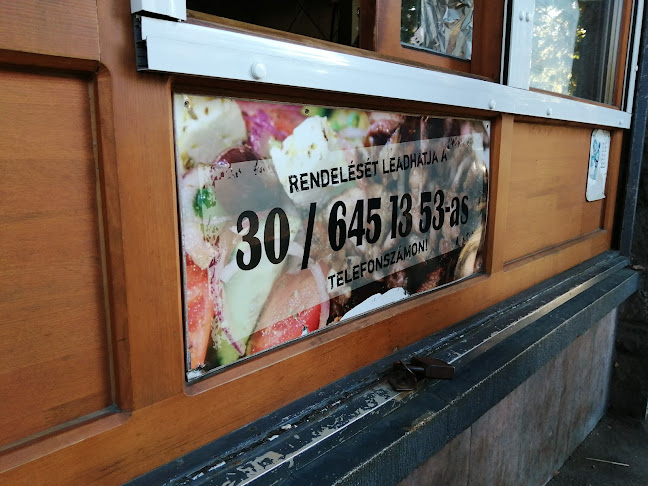 RENDELÉSÉT LEADHATJA A
30 / 645 13 53-as
TELEFONSZÁMON!